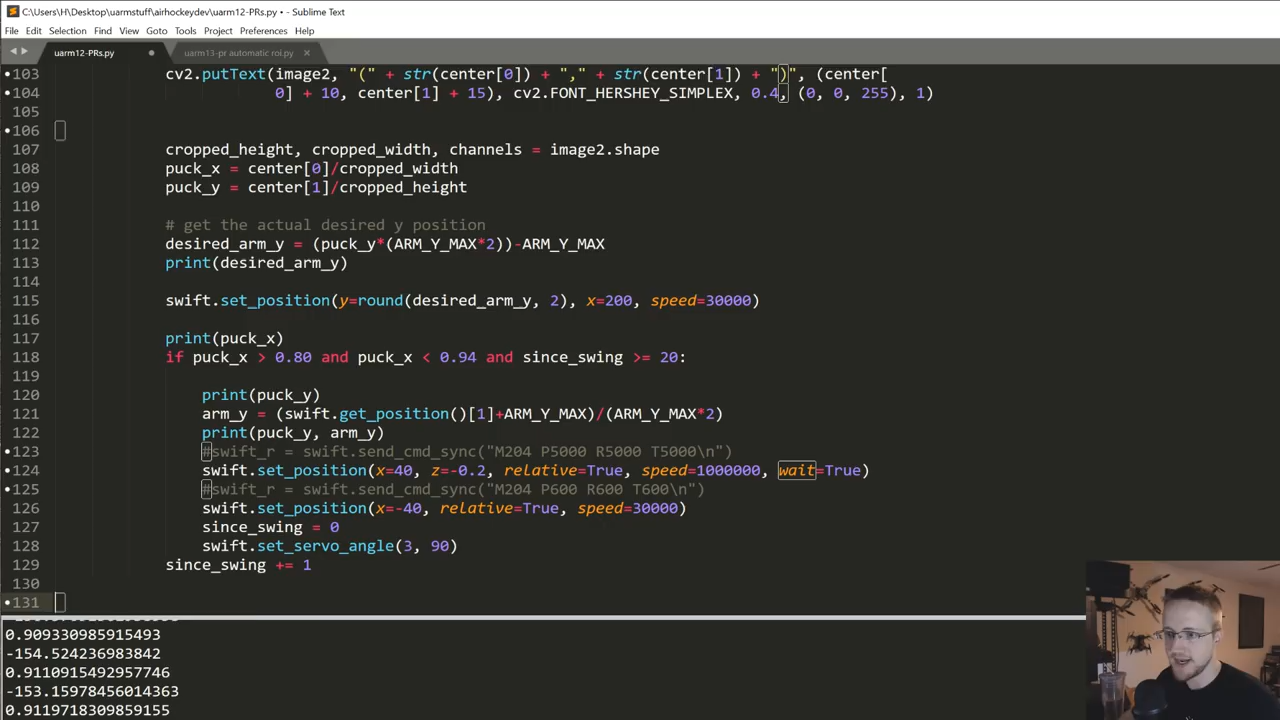 C:\Users\H\Desktop\uarmstuff\airhockeydev\uarm12-PRs.py • - Sublime Text
File Edit Selection Find View Goto Tools Project Preferences Help
uarm12-PRs.py uarm13-pr automatic roi.py ×
103 cv2.putText(image2, "(" + str(center[0]) + "," + str(center[1]) + ")", (center[
104 0] + 10, center[1] + 15), cv2.FONT_HERSHEY_SIMPLEX, 0.4, (0, 0, 255), 1)
105
106
107 cropped_height, cropped_width, channels = image2.shape
108 puck_x = center[0]/cropped_width
109 puck_y = center[1]/cropped_height
110
111 # get the actual desired y position
112 desired_arm_y = (puck_y*(ARM_Y_MAX*2))-ARM_Y_MAX
113 print(desired_arm_y)
114
115 swift.set_position(y=round(desired_arm_y, 2), x=200, speed=30000)
116
117 print(puck_x)
118 if puck_x > 0.80 and puck_x < 0.94 and since_swing >= 20:
119
120 print(puck_y)
121 arm_y = (swift.get_position()[1]+ARM_Y_MAX)/(ARM_Y_MAX*2)
122 print(puck_y, arm_y)
123 #swift_r = swift.send_cmd_sync("M204 P5000 R5000 T5000\n")
124 swift.set_position(x=40, z=-0.2, relative=True, speed=1000000, wait=True)
125 #swift_r = swift.send_cmd_sync("M204 P600 R600 T600\n")
126 swift.set_position(x=-40, relative=True, speed=30000)
127 since_swing = 0
128 swift.set_servo_angle(3, 90)
129 since_swing += 1
130
131
0.909330985915493
-154.524236983842
0.9110915492957746
-153.15978456014363
0.9119718309859155